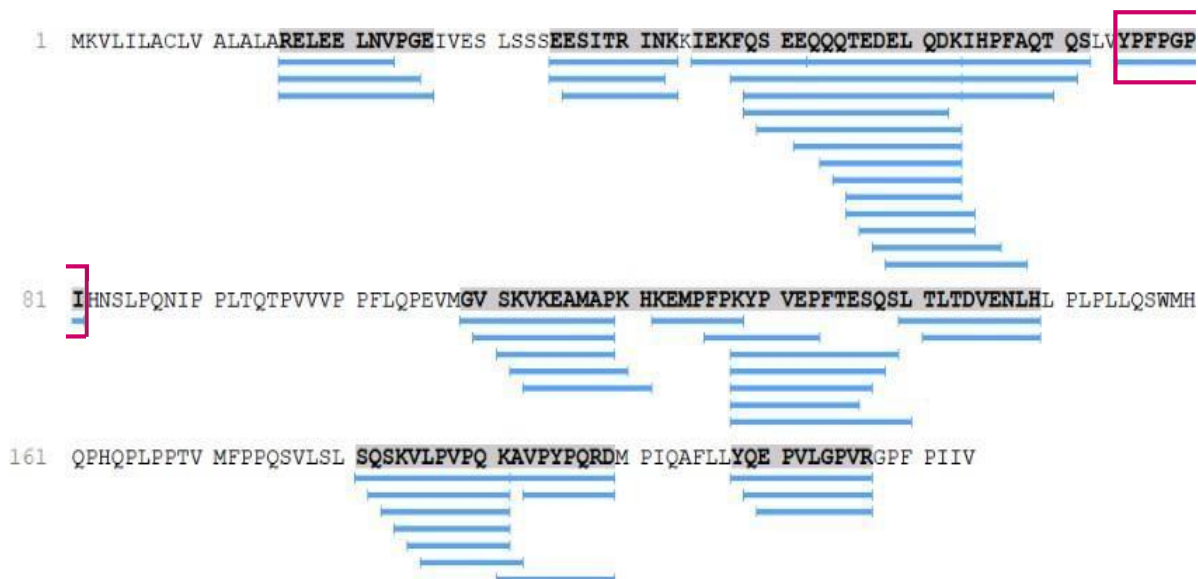 1 MKVLILACLV ALALARELEE LNVPGEIVES LSSSEESITR INKKIEKFQS EEQQQTEDEL QDKIHPFAQT QSLVYPFPGP
81 IHNSLPQNIP PLTQTPVVVP PFLQPEVMGV SKVKEAMAPK HKEMPFPKYP VEPFTESQSL TLTDVENLHL PLPLLQSWMH
161 QPHQPLPPTV MFPPQSVLSL SQSKVLPVPQ KAVPYPQRDM PIQAFLLYQE PVLGPVRGPF PIIV